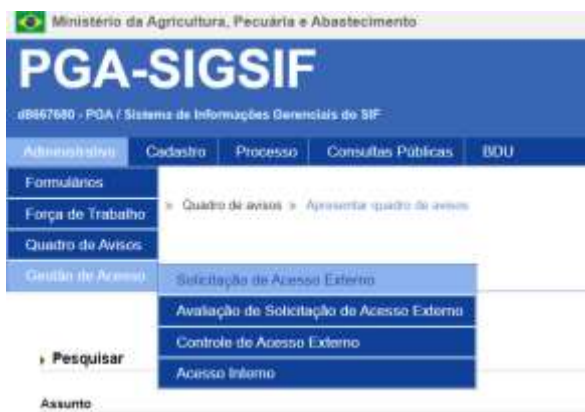 Ministério da Agricultura, Pecuária e Abastecimento
PGA-SIGSIF
d8667680 - PGA / Sistema de Informações Gerenciais do SIF
Administrativo Cadastro Processo Consultas Públicas BDU
Formulários
Força de Trabalho
» Quadro de avisos » Apresentar quadro de avisos
Quadro de Avisos
Gestão de Acesso
Solicitação de Acesso Externo
Avaliação de Solicitação de Acesso Externo
Controle de Acesso Externo
Acesso Interno
Pesquisar
Assunto